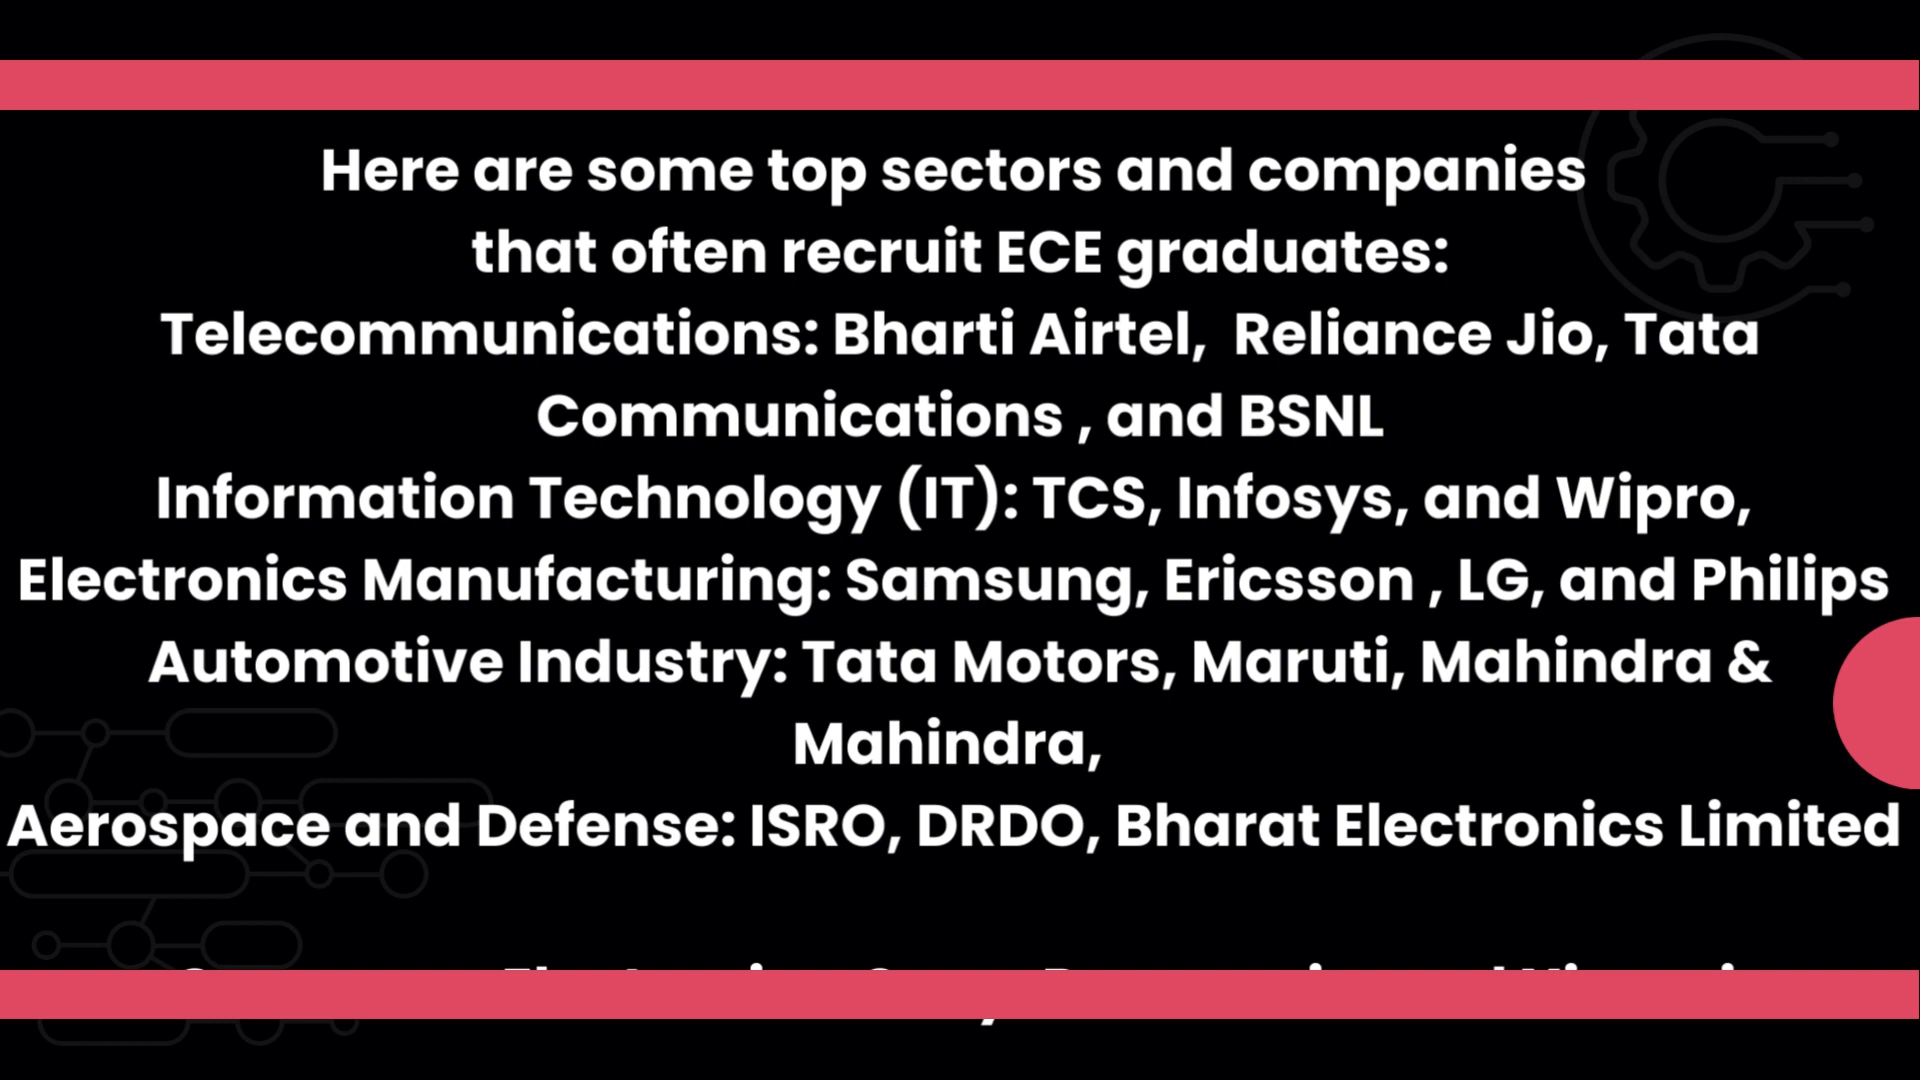 Here are some top sectors and companies
that often recruit ECE graduates:
Telecommunications: Bharti Airtel,  Reliance Jio, Tata
Communications , and BSNL
Information Technology (IT): TCS, Infosys, and Wipro,
Electronics Manufacturing: Samsung, Ericsson , LG, and Philips
Automotive Industry: Tata Motors, Maruti, Mahindra &
Mahindra,
Aerospace and Defense: ISRO, DRDO, Bharat Electronics Limited